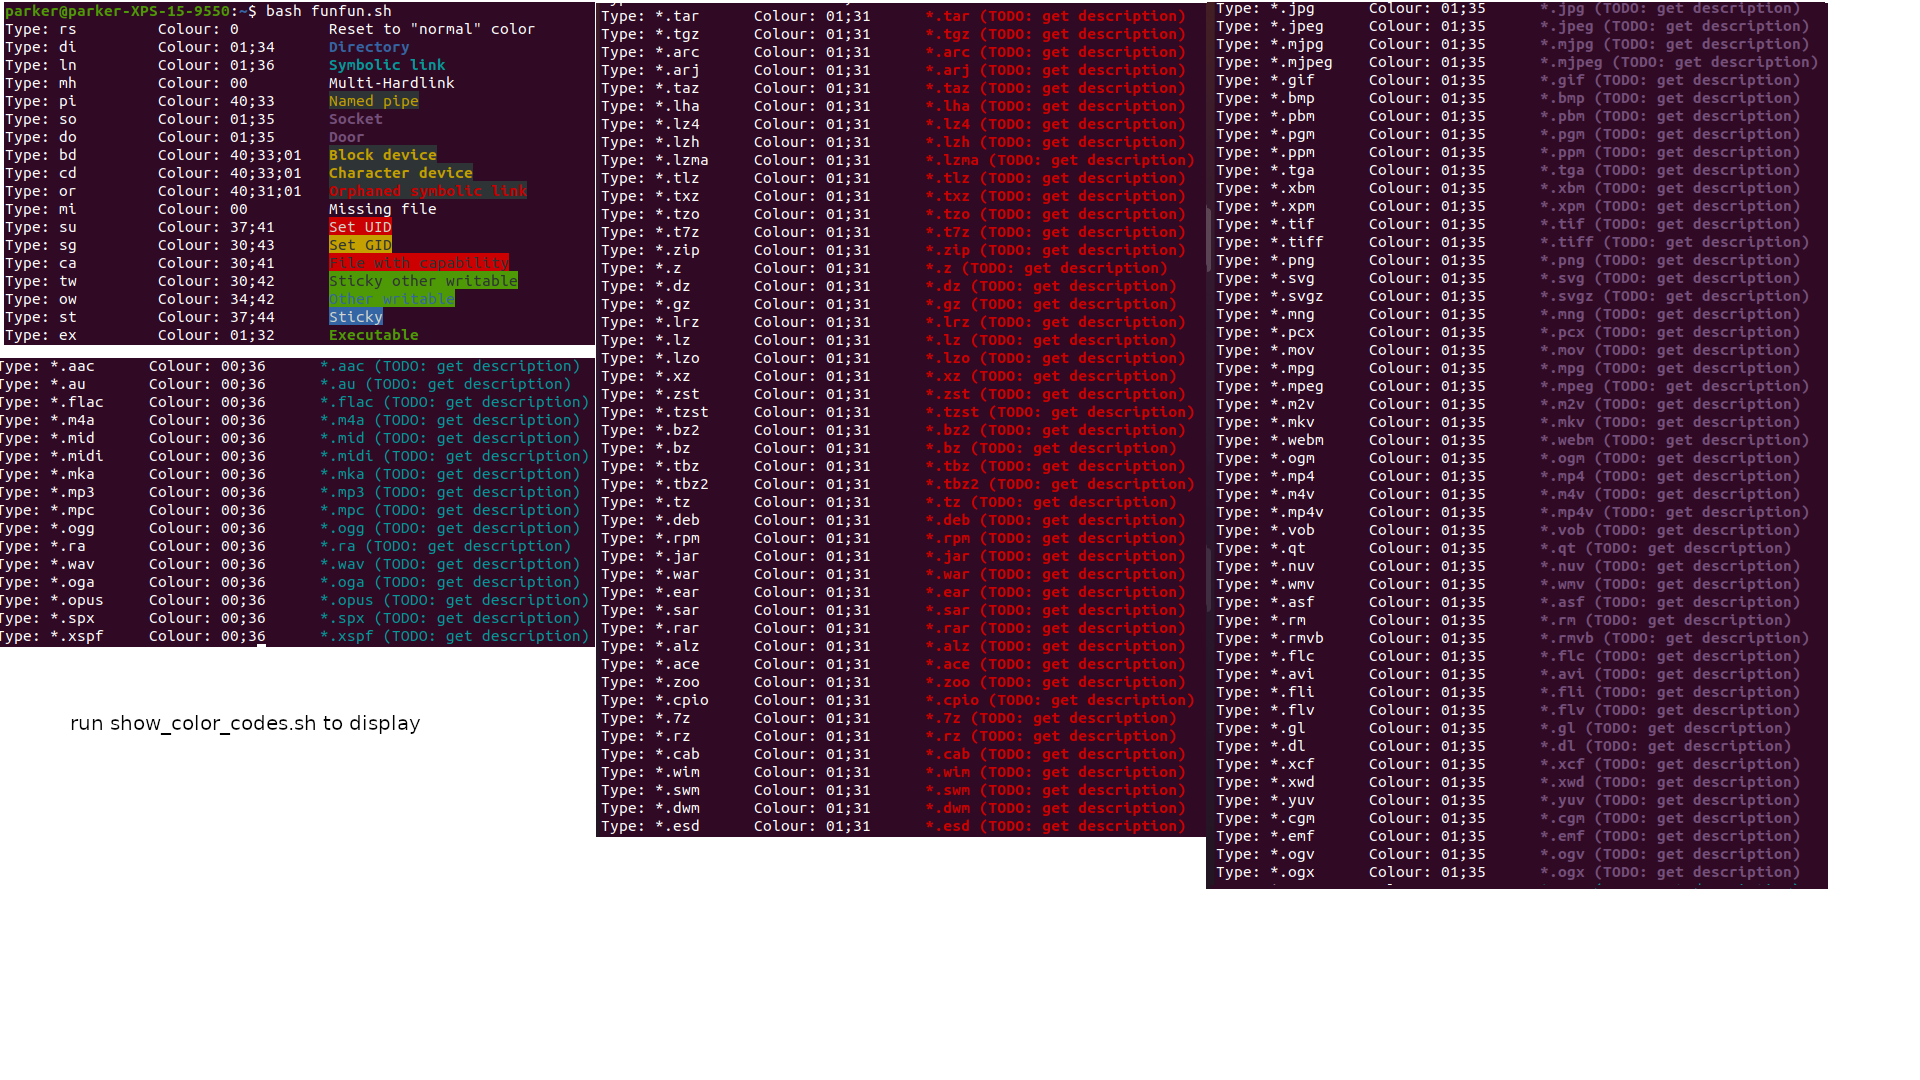 parker@parker-XPS-15-9550:~$ bash funfun.sh
Type: rs Colour: 0 Reset to "normal" color
Type: di Colour: 01;34 Directory
Type: ln Colour: 01;36 Symbolic link
Type: mh Colour: 00 Multi-Hardlink
Type: pi Colour: 40;33 Named pipe
Type: so Colour: 01;35 Socket
Type: do Colour: 01;35 Door
Type: bd Colour: 40;33;01 Block device
Type: cd Colour: 40;33;01 Character device
Type: or Colour: 40;31;01 Orphaned symbolic link
Type: mi Colour: 00 Missing file
Type: su Colour: 37;41 Set UID
Type: sg Colour: 30;43 Set GID
Type: ca Colour: 30;41 File with capability
Type: tw Colour: 30;42 Sticky other writable
Type: ow Colour: 34;42 Other writable
Type: st Colour: 37;44 Sticky
Type: ex Colour: 01;32 Executable
Type: *.aac Colour: 00;36 *.aac (TODO: get description)
Type: *.au Colour: 00;36 *.au (TODO: get description)
Type: *.flac Colour: 00;36 *.flac (TODO: get description)
Type: *.m4a Colour: 00;36 *.m4a (TODO: get description)
Type: *.mid Colour: 00;36 *.mid (TODO: get description)
Type: *.midi Colour: 00;36 *.midi (TODO: get description)
Type: *.mka Colour: 00;36 *.mka (TODO: get description)
Type: *.mp3 Colour: 00;36 *.mp3 (TODO: get description)
Type: *.mpc Colour: 00;36 *.mpc (TODO: get description)
Type: *.ogg Colour: 00;36 *.ogg (TODO: get description)
Type: *.ra Colour: 00;36 *.ra (TODO: get description)
Type: *.wav Colour: 00;36 *.wav (TODO: get description)
Type: *.oga Colour: 00;36 *.oga (TODO: get description)
Type: *.opus Colour: 00;36 *.opus (TODO: get description)
Type: *.spx Colour: 00;36 *.spx (TODO: get description)
Type: *.xspf Colour: 00;36 *.xspf (TODO: get description)
run show_color_codes.sh to display
Type: *.tar Colour: 01;31 *.tar (TODO: get description)
Type: *.tgz Colour: 01;31 *.tgz (TODO: get description)
Type: *.arc Colour: 01;31 *.arc (TODO: get description)
Type: *.arj Colour: 01;31 *.arj (TODO: get description)
Type: *.taz Colour: 01;31 *.taz (TODO: get description)
Type: *.lha Colour: 01;31 *.lha (TODO: get description)
Type: *.lz4 Colour: 01;31 *.lz4 (TODO: get description)
Type: *.lzh Colour: 01;31 *.lzh (TODO: get description)
Type: *.lzma Colour: 01;31 *.lzma (TODO: get description)
Type: *.tlz Colour: 01;31 *.tlz (TODO: get description)
Type: *.txz Colour: 01;31 *.txz (TODO: get description)
Type: *.tzo Colour: 01;31 *.tzo (TODO: get description)
Type: *.t7z Colour: 01;31 *.t7z (TODO: get description)
Type: *.zip Colour: 01;31 *.zip (TODO: get description)
Type: *.z Colour: 01;31 *.z (TODO: get description)
Type: *.dz Colour: 01;31 *.dz (TODO: get description)
Type: *.gz Colour: 01;31 *.gz (TODO: get description)
Type: *.lrz Colour: 01;31 *.lrz (TODO: get description)
Type: *.lz Colour: 01;31 *.lz (TODO: get description)
Type: *.lzo Colour: 01;31 *.lzo (TODO: get description)
Type: *.xz Colour: 01;31 *.xz (TODO: get description)
Type: *.zst Colour: 01;31 *.zst (TODO: get description)
Type: *.tzst Colour: 01;31 *.tzst (TODO: get description)
Type: *.bz2 Colour: 01;31 *.bz2 (TODO: get description)
Type: *.bz Colour: 01;31 *.bz (TODO: get description)
Type: *.tbz Colour: 01;31 *.tbz (TODO: get description)
Type: *.tbz2 Colour: 01;31 *.tbz2 (TODO: get description)
Type: *.tz Colour: 01;31 *.tz (TODO: get description)
Type: *.deb Colour: 01;31 *.deb (TODO: get description)
Type: *.rpm Colour: 01;31 *.rpm (TODO: get description)
Type: *.jar Colour: 01;31 *.jar (TODO: get description)
Type: *.war Colour: 01;31 *.war (TODO: get description)
Type: *.ear Colour: 01;31 *.ear (TODO: get description)
Type: *.sar Colour: 01;31 *.sar (TODO: get description)
Type: *.rar Colour: 01;31 *.rar (TODO: get description)
Type: *.alz Colour: 01;31 *.alz (TODO: get description)
Type: *.ace Colour: 01;31 *.ace (TODO: get description)
Type: *.zoo Colour: 01;31 *.zoo (TODO: get description)
Type: *.cpio Colour: 01;31 *.cpio (TODO: get description)
Type: *.7z Colour: 01;31 *.7z (TODO: get description)
Type: *.rz Colour: 01;31 *.rz (TODO: get description)
Type: *.cab Colour: 01;31 *.cab (TODO: get description)
Type: *.wim Colour: 01;31 *.wim (TODO: get description)
Type: *.swm Colour: 01;31 *.swm (TODO: get description)
Type: *.dwm Colour: 01;31 *.dwm (TODO: get description)
Type: *.esd Colour: 01;31 *.esd (TODO: get description)
Type: *.jpg Colour: 01;35 *.jpg (TODO: get description)
Type: *.jpeg Colour: 01;35 *.jpeg (TODO: get description)
Type: *.mjpg Colour: 01;35 *.mjpg (TODO: get description)
Type: *.mjpeg Colour: 01;35 *.mjpeg (TODO: get description)
Type: *.gif Colour: 01;35 *.gif (TODO: get description)
Type: *.bmp Colour: 01;35 *.bmp (TODO: get description)
Type: *.pbm Colour: 01;35 *.pbm (TODO: get description)
Type: *.pgm Colour: 01;35 *.pgm (TODO: get description)
Type: *.ppm Colour: 01;35 *.ppm (TODO: get description)
Type: *.tga Colour: 01;35 *.tga (TODO: get description)
Type: *.xbm Colour: 01;35 *.xbm (TODO: get description)
Type: *.xpm Colour: 01;35 *.xpm (TODO: get description)
Type: *.tif Colour: 01;35 *.tif (TODO: get description)
Type: *.tiff Colour: 01;35 *.tiff (TODO: get description)
Type: *.png Colour: 01;35 *.png (TODO: get description)
Type: *.svg Colour: 01;35 *.svg (TODO: get description)
Type: *.svgz Colour: 01;35 *.svgz (TODO: get description)
Type: *.mng Colour: 01;35 *.mng (TODO: get description)
Type: *.pcx Colour: 01;35 *.pcx (TODO: get description)
Type: *.mov Colour: 01;35 *.mov (TODO: get description)
Type: *.mpg Colour: 01;35 *.mpg (TODO: get description)
Type: *.mpeg Colour: 01;35 *.mpeg (TODO: get description)
Type: *.m2v Colour: 01;35 *.m2v (TODO: get description)
Type: *.mkv Colour: 01;35 *.mkv (TODO: get description)
Type: *.webm Colour: 01;35 *.webm (TODO: get description)
Type: *.ogm Colour: 01;35 *.ogm (TODO: get description)
Type: *.mp4 Colour: 01;35 *.mp4 (TODO: get description)
Type: *.m4v Colour: 01;35 *.m4v (TODO: get description)
Type: *.mp4v Colour: 01;35 *.mp4v (TODO: get description)
Type: *.vob Colour: 01;35 *.vob (TODO: get description)
Type: *.qt Colour: 01;35 *.qt (TODO: get description)
Type: *.nuv Colour: 01;35 *.nuv (TODO: get description)
Type: *.wmv Colour: 01;35 *.wmv (TODO: get description)
Type: *.asf Colour: 01;35 *.asf (TODO: get description)
Type: *.rm Colour: 01;35 *.rm (TODO: get description)
Type: *.rmvb Colour: 01;35 *.rmvb (TODO: get description)
Type: *.flc Colour: 01;35 *.flc (TODO: get description)
Type: *.avi Colour: 01;35 *.avi (TODO: get description)
Type: *.fli Colour: 01;35 *.fli (TODO: get description)
Type: *.flv Colour: 01;35 *.flv (TODO: get description)
Type: *.gl Colour: 01;35 *.gl (TODO: get description)
Type: *.dl Colour: 01;35 *.dl (TODO: get description)
Type: *.xcf Colour: 01;35 *.xcf (TODO: get description)
Type: *.xwd Colour: 01;35 *.xwd (TODO: get description)
Type: *.yuv Colour: 01;35 *.yuv (TODO: get description)
Type: *.cgm Colour: 01;35 *.cgm (TODO: get description)
Type: *.emf Colour: 01;35 *.emf (TODO: get description)
Type: *.ogv Colour: 01;35 *.ogv (TODO: get description)
Type: *.ogx Colour: 01;35 *.ogx (TODO: get description)